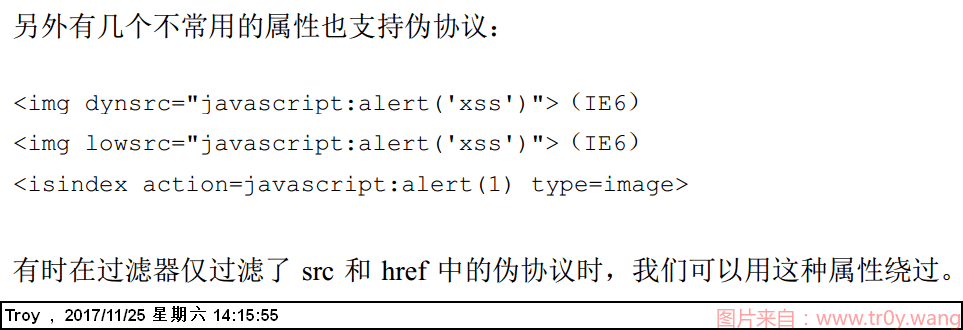 另外有几个不常用的属性也支持伪协议：
<img dynsrc="javascript:alert('xss')">（IE6）
<img lowsrc="javascript:alert('xss')">（IE6）
<isindex action=javascript:alert(1) type=image>
有时在过滤器仅过滤了 src 和 href 中的伪协议时，我们可以用这种属性绕过。
Troy , 2017/11/25 星期六 14:15:55
图片来自：www.tr0y.wang